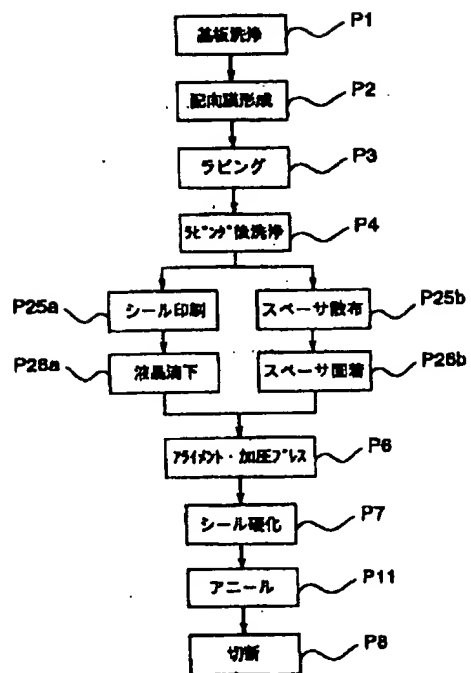 基板洗浄 P1
配向膜形成 P2
ラビング P3
ラビング後洗浄 P4
P25a シール印刷 スペーサ散布 P25b
P26a 液晶滴下 スペーサ固着 P26b
アライメント・加圧プレス P6
シール硬化 P7
アニール P11
切断 P8